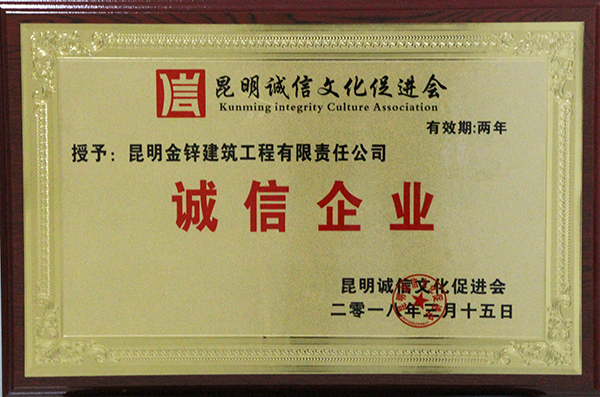 信 昆明诚信文化促进会
Kunming integrity Culture Association
有效期:两年
授予：昆明金锌建筑工程有限责任公司
诚信企业
昆明诚信文化促进会
二零一八年三月十五日